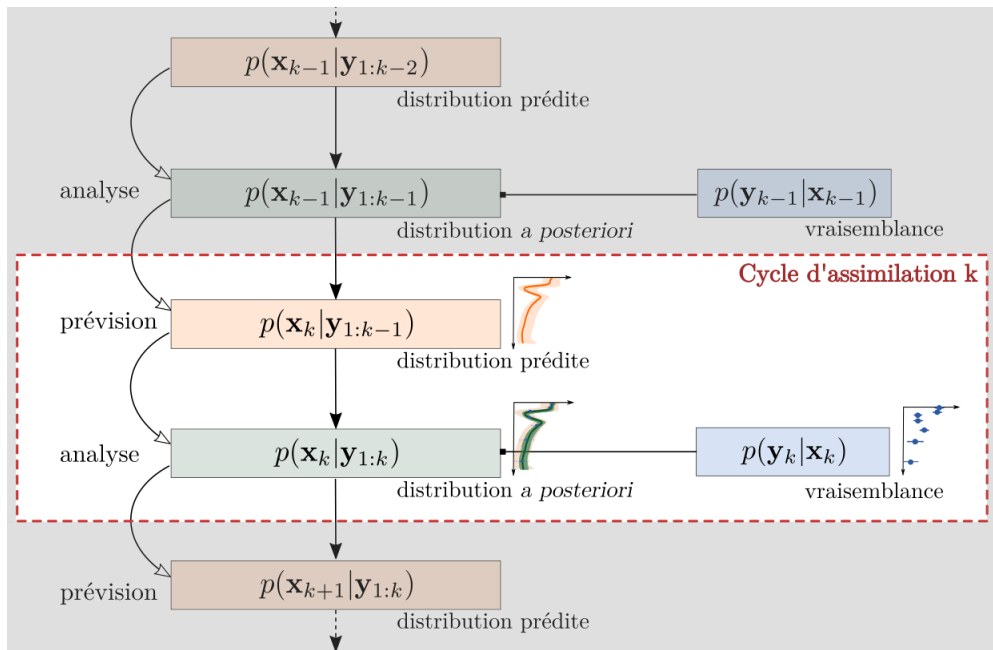 p(x_{k−1}|y_{1:k−2})
distribution prédite
analyse
p(x_{k−1}|y_{1:k−1})
p(y_{k−1}|x_{k−1})
distribution a posteriori
vraisemblance
Cycle d'assimilation k
prévision
p(x_k|y_{1:k−1})
distribution prédite
analyse
p(x_k|y_{1:k})
p(y_k|x_k)
distribution a posteriori
vraisemblance
prévision
p(x_{k+1}|y_{1:k})
distribution prédite